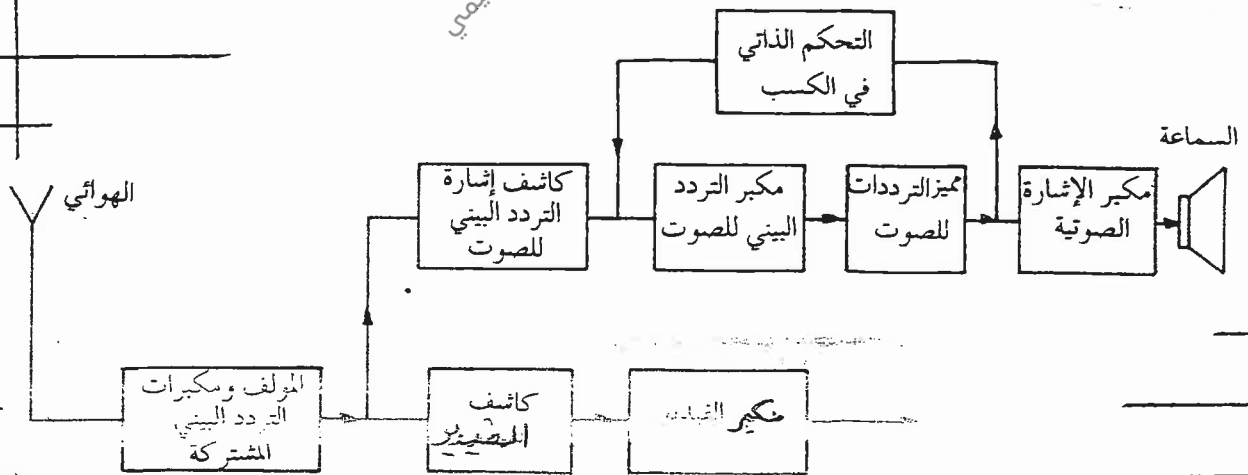 التحكم الذاتي
في الكسب
السماعة
الهوائي
كاشف إشارة
التردد البيني
للصوت
مكبر التردد
البيني للصوت
مميز الترددات
للصوت
مكبر الإشارة
الصوتية
المولف ومكبرات
التردد البيني
المشتركة
كاشف
مكبر